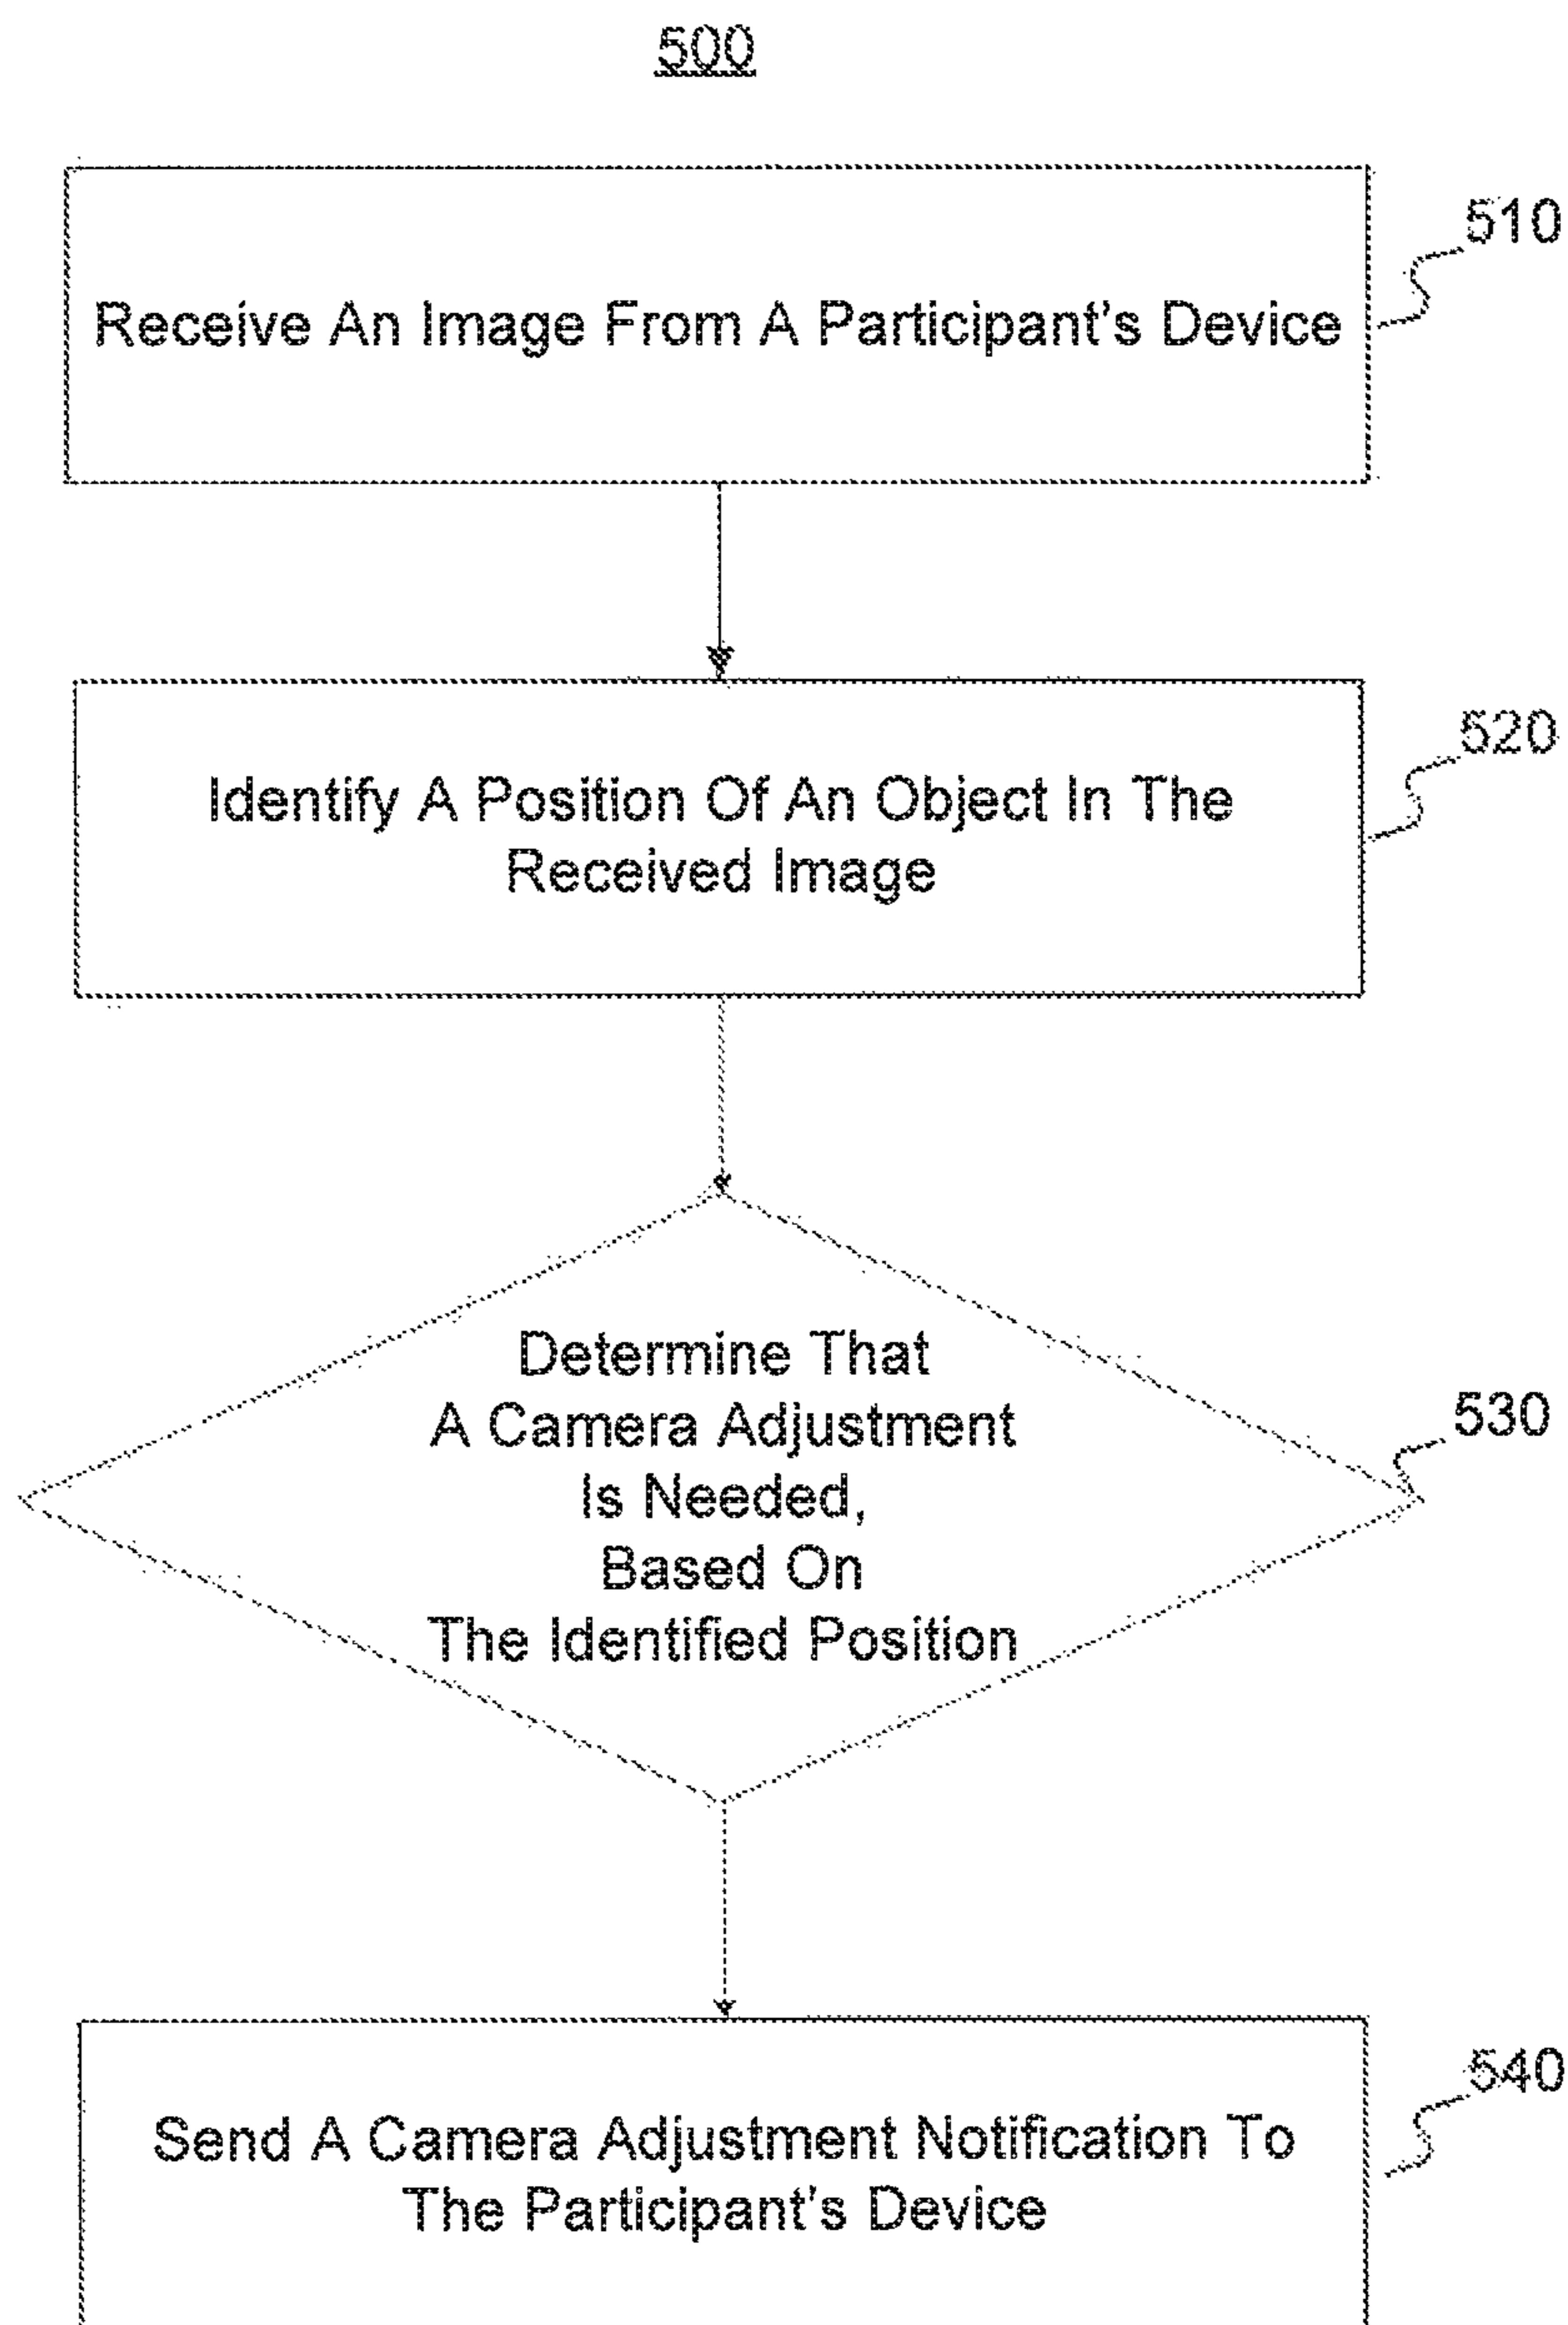 500
510
Receive An Image From A Participant's Device
520
Identify A Position Of An Object In The
Received Image
530
Determine That
A Camera Adjustment
Is Needed,
Based On
The Identified Position
540
Send A Camera Adjustment Notification To
The Participant's Device